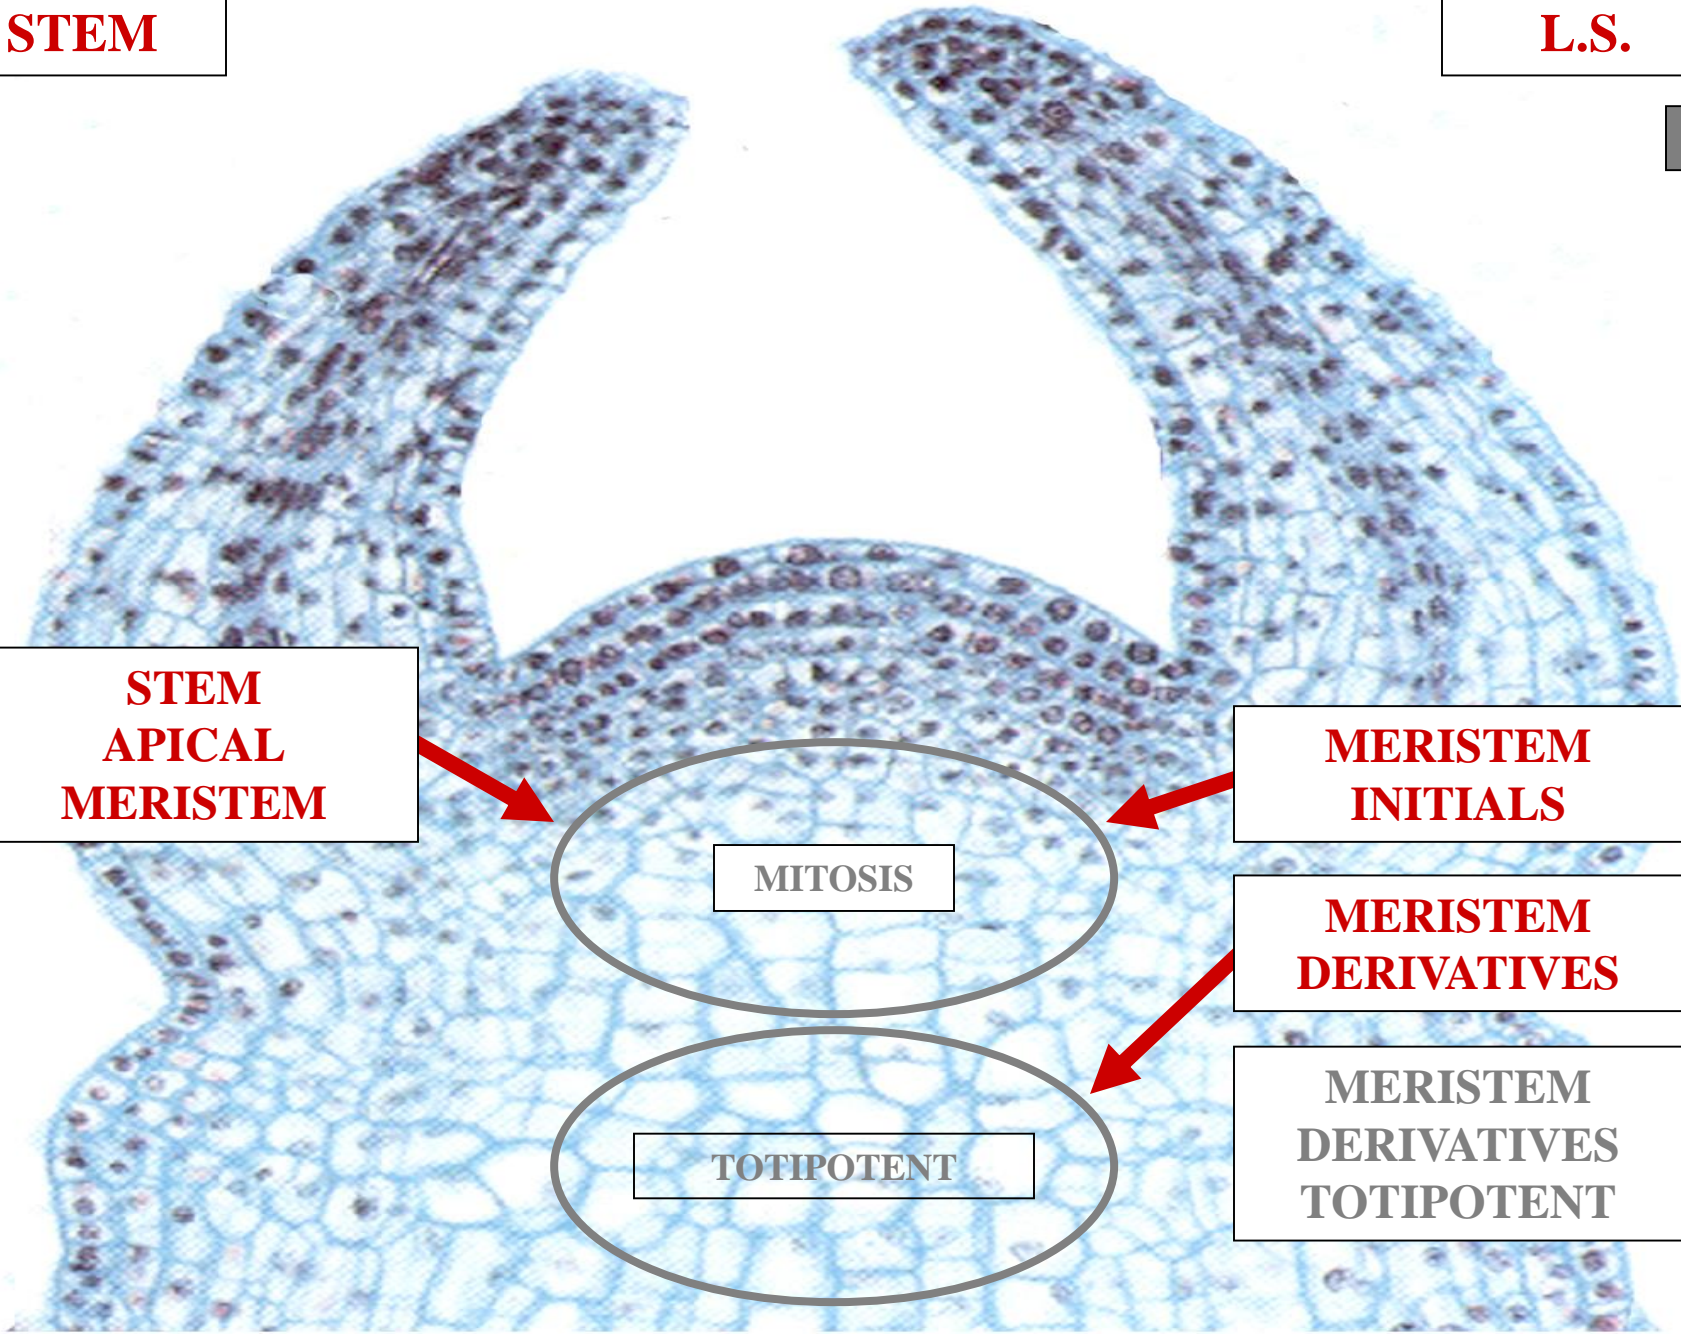 STEM
L.S.
STEM
APICAL
MERISTEM
MERISTEM
INITIALS
MITOSIS
MERISTEM
DERIVATIVES
MERISTEM
DERIVATIVES
TOTIPOTENT
TOTIPOTENT